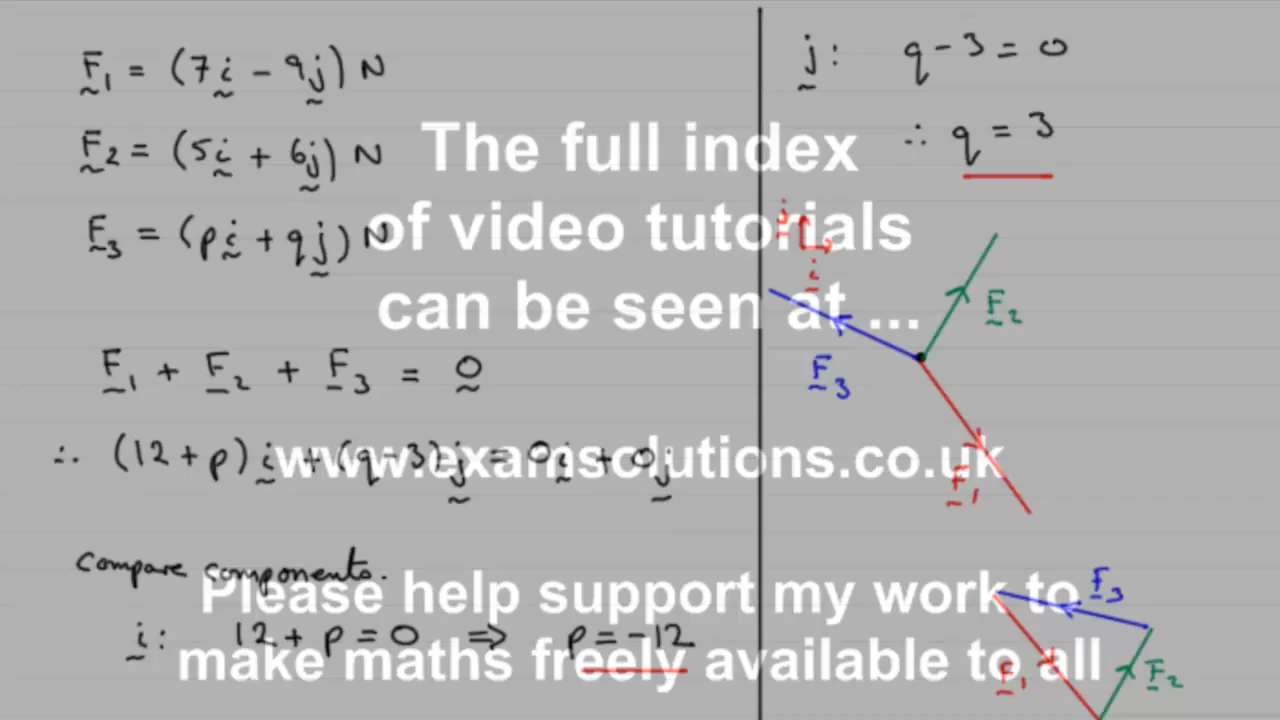 F₁ = (7i - 9j) N
F₂ = (5i + 6j) N
F₃ = (pi + qj) N
F₁ + F₂ + F₃ = 0
∴ (12 + p)i + (q-3)j = 0i + 0j
Compare components.
i: 12 + p = 0 ⇒ p = -12
j: q - 3 = 0
∴ q = 3
j
i
F₂
F₃
F₁
F₃
F₁
F₂
The full index
of video tutorials
can be seen at ...
www.examsolutions.co.uk
Please help support my work to
make maths freely available to all